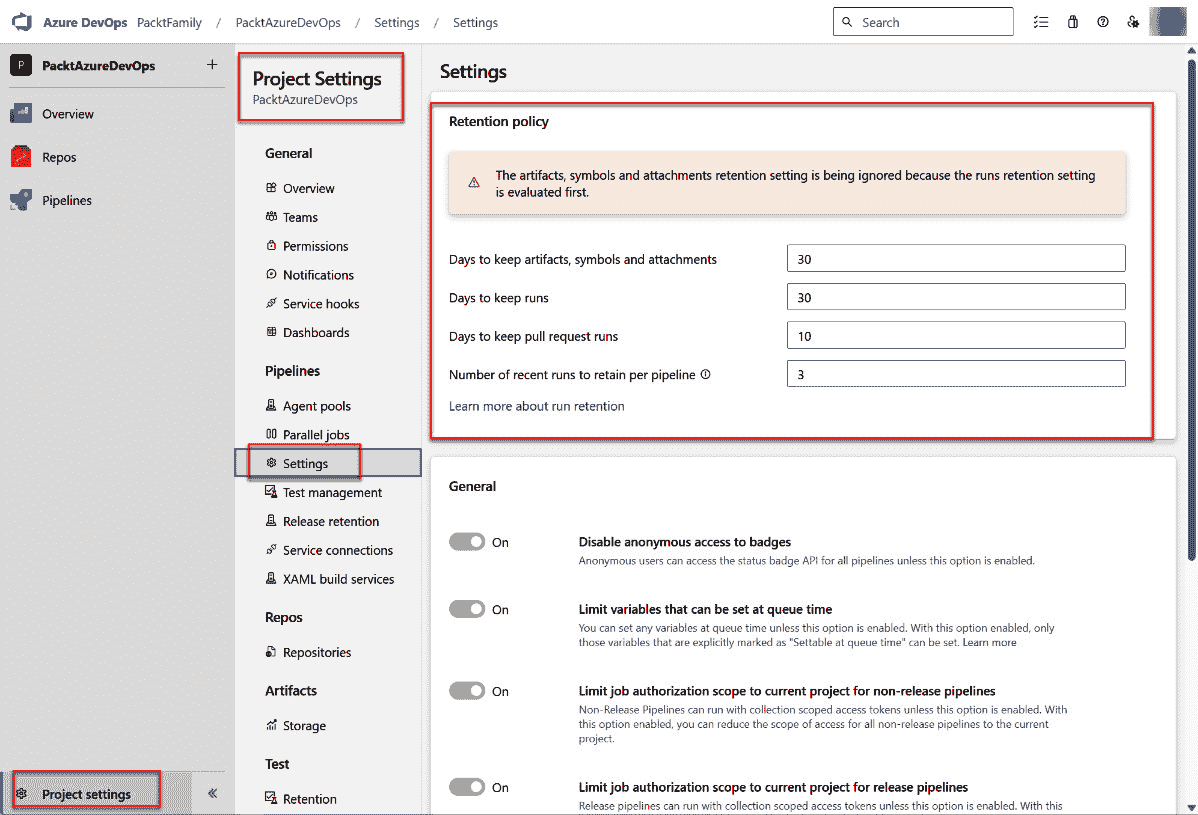 Azure DevOps PacktFamily / PacktAzureDevOps / Settings / Settings
Search
P PacktAzureDevOps +
Overview
Repos
Pipelines
Project settings
Project Settings
PacktAzureDevOps
General
Overview
Teams
Permissions
Notifications
Service hooks
Dashboards
Pipelines
Agent pools
Parallel jobs
Settings
Test management
Release retention
Service connections
XAML build services
Repos
Repositories
Artifacts
Storage
Test
Retention
Settings
Retention policy
The artifacts, symbols and attachments retention setting is being ignored because the runs retention setting
is evaluated first.
Days to keep artifacts, symbols and attachments 30
Days to keep runs 30
Days to keep pull request runs 10
Number of recent runs to retain per pipeline 3
Learn more about run retention
General
On Disable anonymous access to badges
Anonymous users can access the status badge API for all pipelines unless this option is enabled.
On Limit variables that can be set at queue time
You can set any variables at queue time unless this option is enabled. With this option enabled, only
those variables that are explicitly marked as "Settable at queue time" can be set. Learn more
On Limit job authorization scope to current project for non-release pipelines
Non-Release Pipelines can run with collection scoped access tokens unless this option is enabled. With
this option enabled, you can reduce the scope of access for all non-release pipelines to the current
project.
On Limit job authorization scope to current project for release pipelines
Release pipelines can run with collection scoped access tokens unless this option is enabled. With this